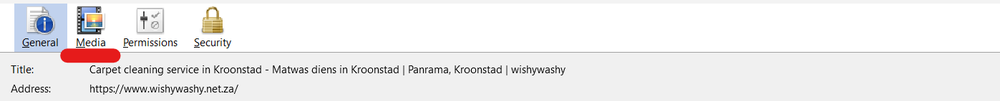 General Media Permissions Security
Title: Carpet cleaning service in Kroonstad - Matwas diens in Kroonstad | Panrama, Kroonstad | wishywashy
Address: https://www.wishywashy.net.za/